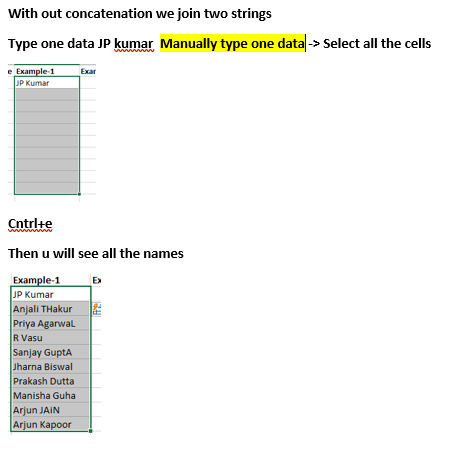 With out concatenation we join two strings
Type one data JP kumar Manually type one data -> Select all the cells
e Example-1 Exar
JP Kumar
Cntrl+e
Then u will see all the names
Example-1 Ex
JP Kumar
Anjali THakur
Priya AgarwaL
R Vasu
Sanjay GuptA
Jharna Biswal
Prakash Dutta
Manisha Guha
Arjun JAiN
Arjun Kapoor